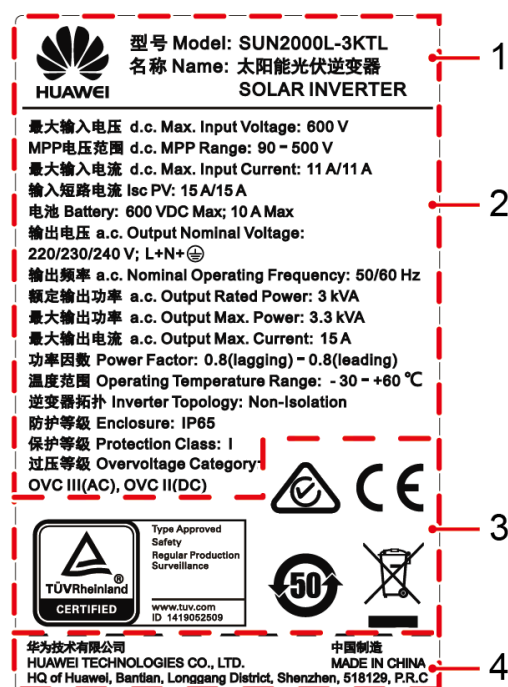 型号 Model: SUN2000L-3KTL
名称 Name: 太阳能光伏逆变器
SOLAR INVERTER
HUAWEI
1
最大输入电压 d.c. Max. Input Voltage: 600 V
MPP电压范围 d.c. MPP Range: 90 - 500 V
最大输入电流 d.c. Max. Input Current: 11 A/11 A
输入短路电流 Isc PV: 15 A/15 A
电池 Battery: 600 VDC Max; 10 A Max
输出电压 a.c. Output Nominal Voltage:
220/230/240 V; L+N+⏚
输出频率 a.c. Nominal Operating Frequency: 50/60 Hz
额定输出功率 a.c. Output Rated Power: 3 kVA
最大输出功率 a.c. Output Max. Power: 3.3 kVA
最大输出电流 a.c. Output Max. Current: 15 A
功率因数 Power Factor: 0.8(lagging) - 0.8(leading)
温度范围 Operating Temperature Range: - 30 - +60 ℃
逆变器拓扑 Inverter Topology: Non-Isolation
防护等级 Enclosure: IP65
保护等级 Protection Class: I
过压等级 Overvoltage Category
OVC III(AC), OVC II(DC)
2
CE
TÜVRheinland®
CERTIFIED
Type Approved
Safety
Regular Production
Surveillance
www.tuv.com
ID 1419052509
50
3
华为技术有限公司 中国制造
HUAWEI TECHNOLOGIES CO., LTD. MADE IN CHINA
HQ of Huawei, Bantian, Longgang District, Shenzhen, 518129, P.R.C
4